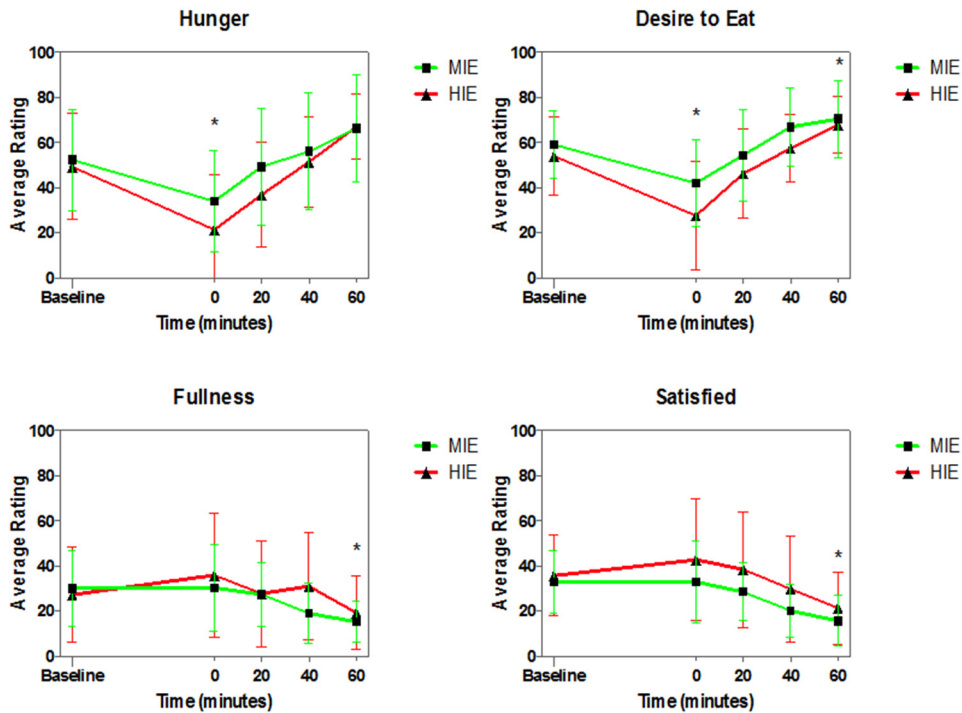 Hunger
Average Rating
100
80
60
40
20
0
*
Baseline 0 20 40 60
Time (minutes)
MIE
HIE
Desire to Eat
Average Rating
100
80
60
40
20
0
*
*
Baseline 0 20 40 60
Time (minutes)
MIE
HIE
Fullness
Average Rating
100
80
60
40
20
0
*
Baseline 0 20 40 60
Time (minutes)
MIE
HIE
Satisfied
Average Rating
100
80
60
40
20
0
*
Baseline 0 20 40 60
Time (minutes)
MIE
HIE